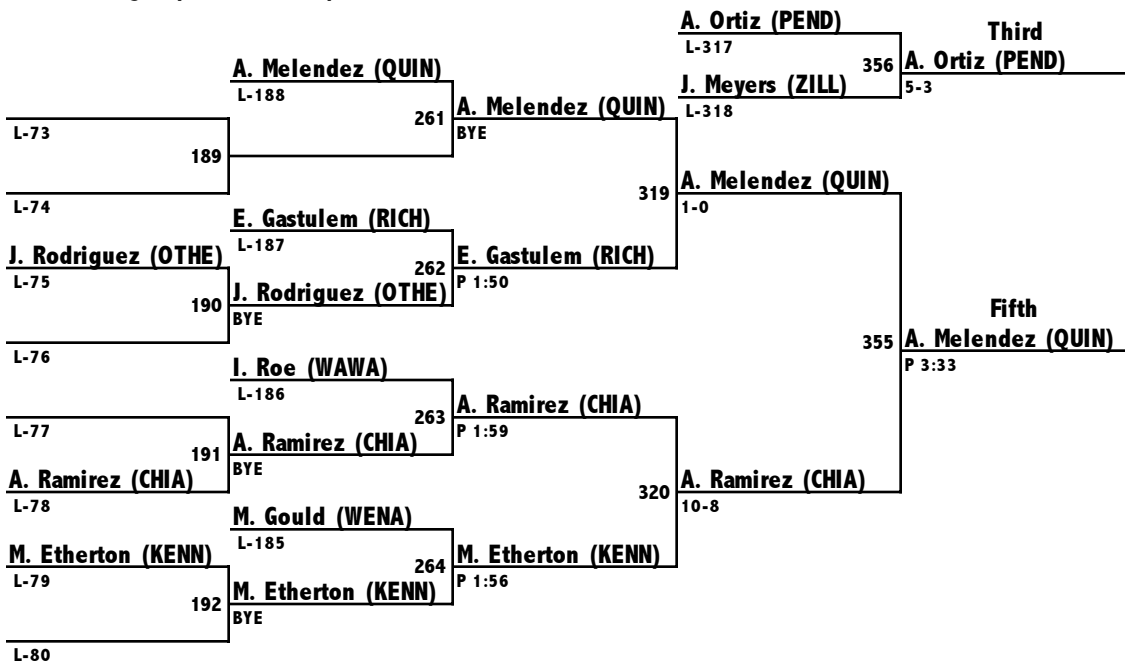 A. Ortiz (PEND)
L-317
Third
356
A. Ortiz (PEND)
5-3
J. Meyers (ZILL)
L-318
A. Melendez (QUIN)
L-188
261
A. Melendez (QUIN)
BYE
L-73
189
L-74
319
A. Melendez (QUIN)
1-0
E. Gastulem (RICH)
L-187
262
E. Gastulem (RICH)
P 1:50
J. Rodriguez (OTHE)
L-75
190
J. Rodriguez (OTHE)
BYE
L-76
Fifth
355
A. Melendez (QUIN)
P 3:33
I. Roe (WAWA)
L-186
263
A. Ramirez (CHIA)
P 1:59
L-77
191
A. Ramirez (CHIA)
BYE
A. Ramirez (CHIA)
L-78
320
A. Ramirez (CHIA)
10-8
M. Gould (WENA)
L-185
264
M. Etherton (KENN)
P 1:56
M. Etherton (KENN)
L-79
192
M. Etherton (KENN)
BYE
L-80